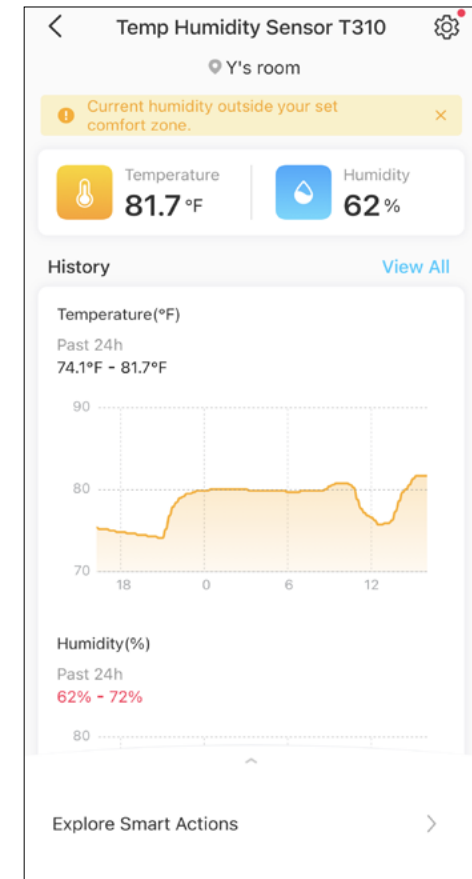 Temp Humidity Sensor T310
Y's room
Current humidity outside your set
comfort zone.
Temperature
81.7 °F
Humidity
62 %
History
View All
Temperature(°F)
Past 24h
74.1°F - 81.7°F
90
80
70
18 0 6 12
Humidity(%)
Past 24h
62% - 72%
80
Explore Smart Actions